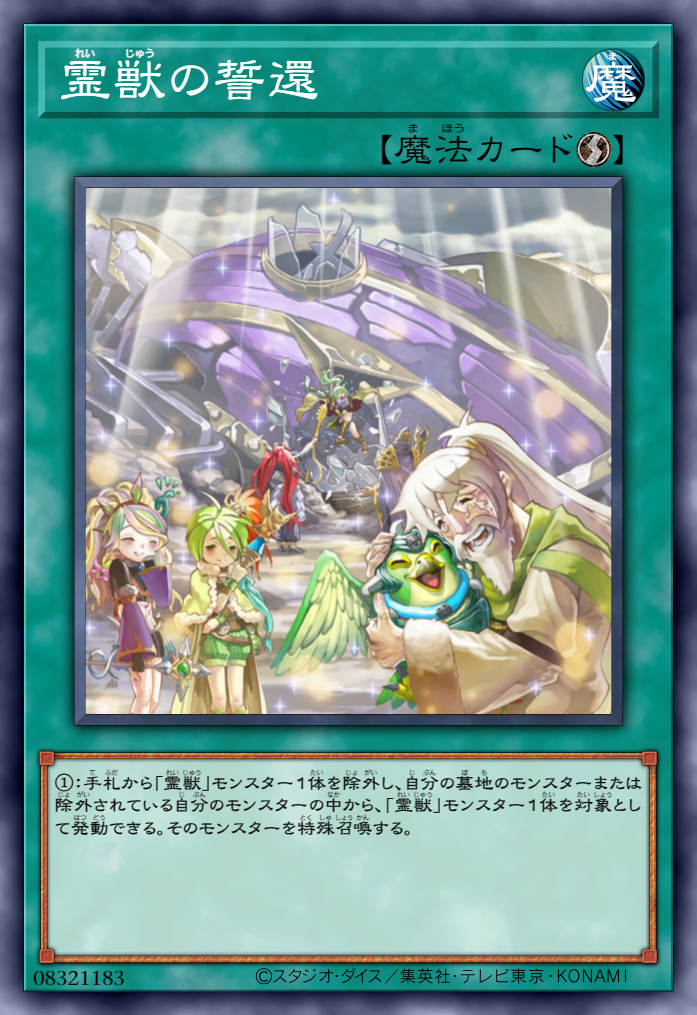 霊獣の誓還
魔
【魔法カード】
①:手札から「霊獣」モンスター1体を除外し、自分の墓地のモンスターまたは
除外されている自分のモンスターの中から、「霊獣」モンスター1体を対象とし
て発動できる。そのモンスターを特殊召喚する。
08321183
©スタジオ・ダイス/集英社・テレビ東京・KONAMI